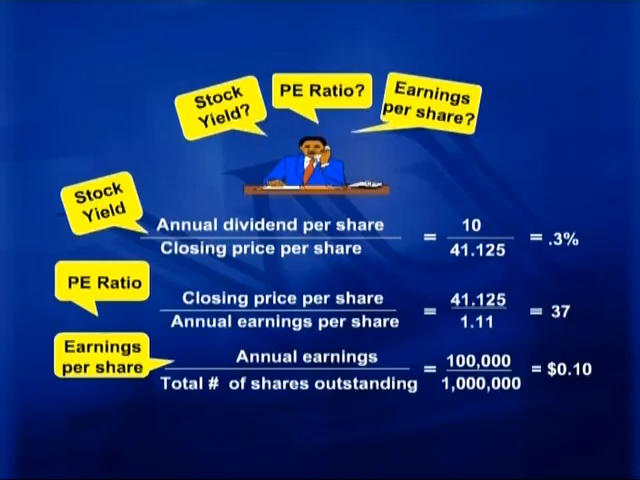 Stock
Yield?
PE Ratio?
Earnings
per share?
Stock
Yield
Annual dividend per share
Closing price per share
=
10
41.125
= .3%
PE Ratio
Closing price per share
Annual earnings per share
=
41.125
1.11
= 37
Earnings
per share
Annual earnings
Total # of shares outstanding
=
100,000
1,000,000
= $0.10